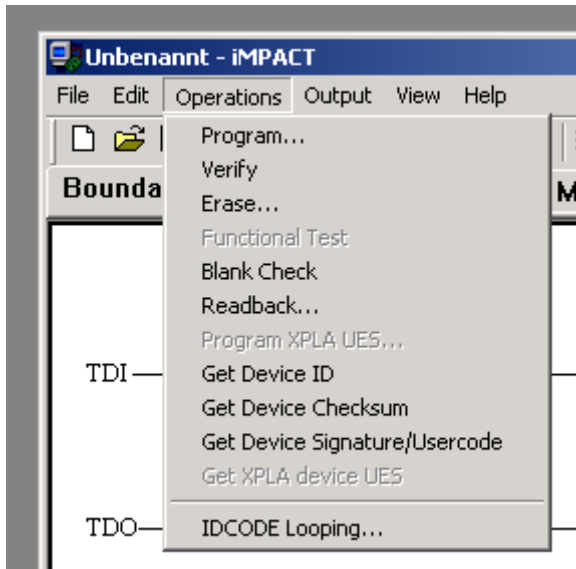 Unbenannt - iMPACT
File Edit Operations Output View Help
Program...
Verify
Bounda M
Erase...
Functional Test
Blank Check
Readback...
Program XPLA UES...
TDI Get Device ID
Get Device Checksum
Get Device Signature/Usercode
Get XPLA device UES
TDO IDCODE Looping...